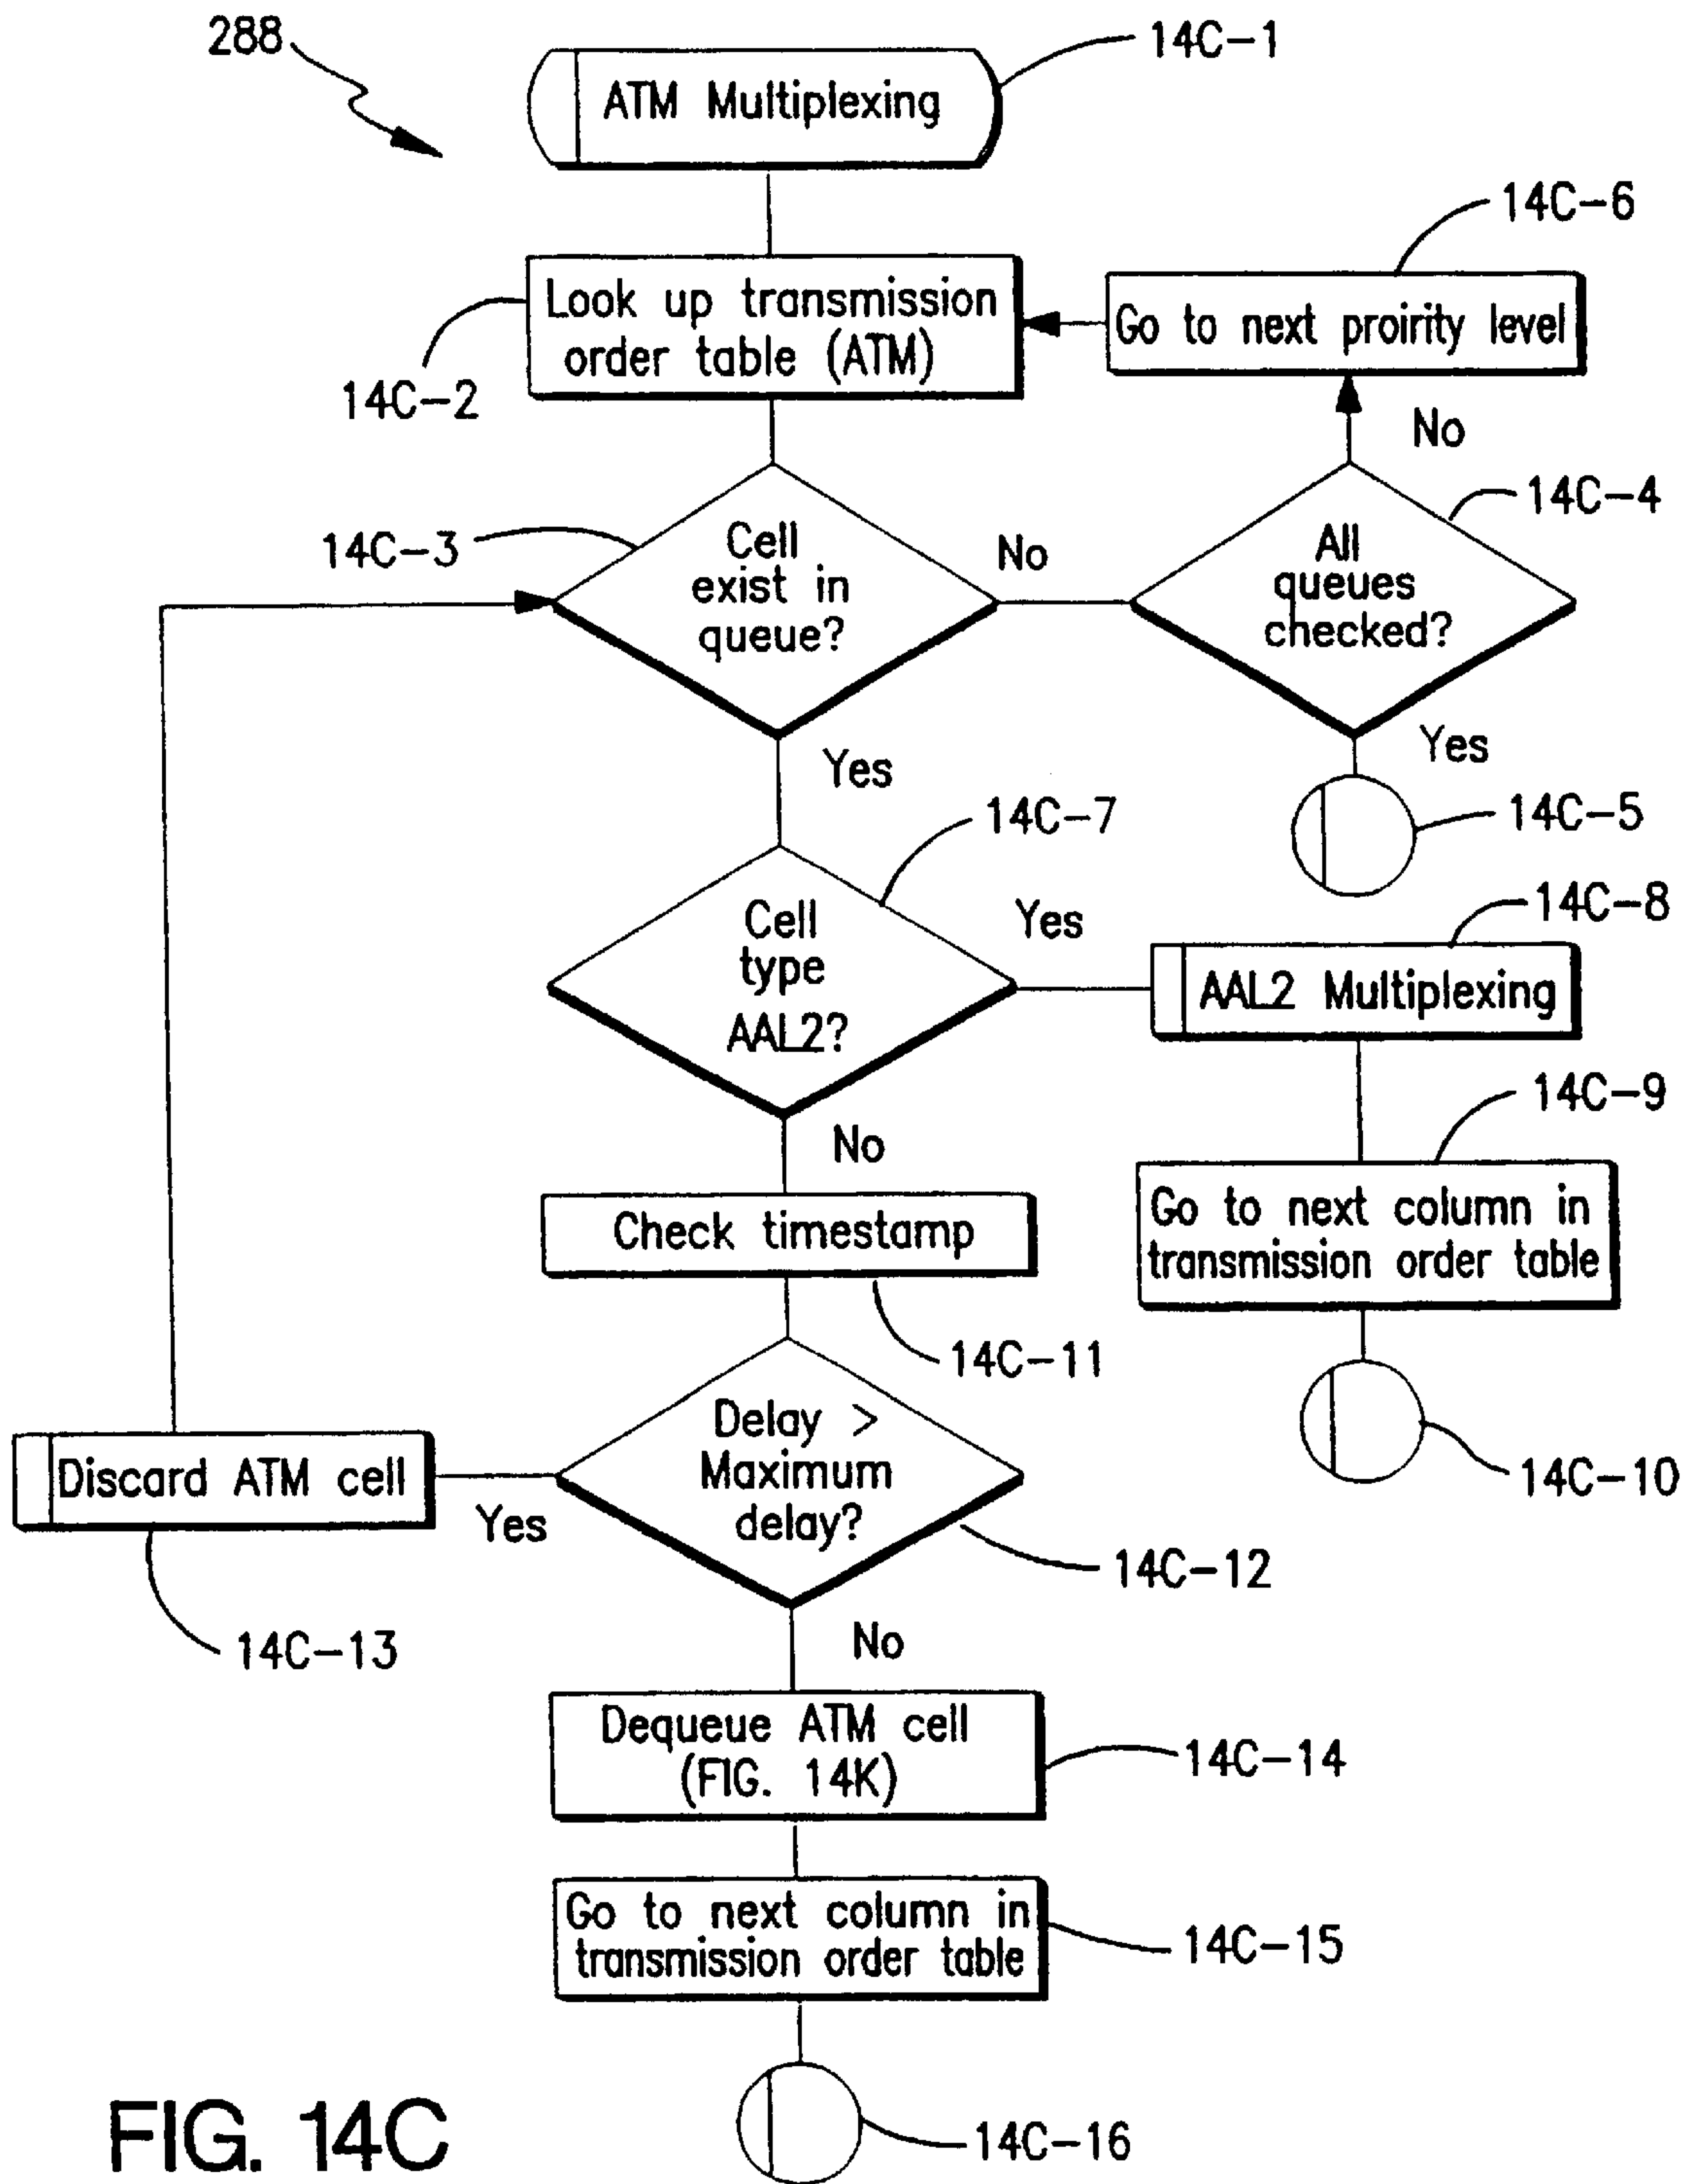 288
14C-1
ATM Multiplexing
14C-6
Look up transmission
order table (ATM)
Go to next proirity level
14C-2
No
14C-4
14C-3
Cell
exist in
queue?
No
All
queues
checked?
Yes
Yes
14C-5
14C-7
14C-8
Cell
type
AAL2?
Yes
AAL2 Multiplexing
14C-9
No
Go to next column in
transmission order table
Check timestamp
14C-11
Delay >
Maximum
delay?
Discard ATM cell
Yes
14C-10
14C-12
14C-13
No
Dequeue ATM cell
(FIG. 14K)
14C-14
Go to next column in
transmission order table
14C-15
14C-16
FIG. 14C